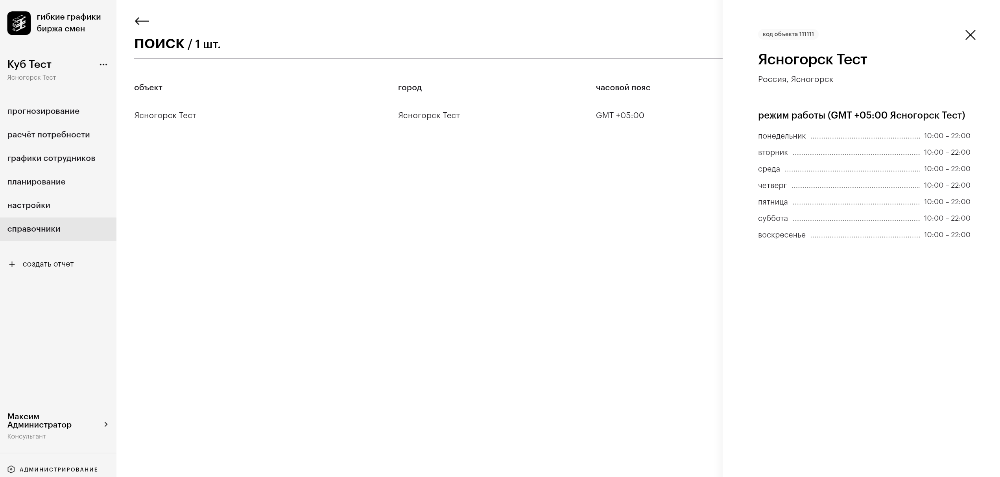 гибкие графики
биржа смен
Куб Тест
Ясногорск Тест
прогнозирование
расчёт потребности
графики сотрудников
планирование
настройки
справочники
+ создать отчет
Максим
Администратор
Консультант
АДМИНИСТРИРОВАНИЕ
ПОИСК / 1 шт.
объект город часовой пояс
Ясногорск Тест Ясногорск Тест GMT +05:00
код объекта 111111
Ясногорск Тест
Россия, Ясногорск
режим работы (GMT +05:00 Ясногорск Тест)
понедельник 10:00 – 22:00
вторник 10:00 – 22:00
среда 10:00 – 22:00
четверг 10:00 – 22:00
пятница 10:00 – 22:00
суббота 10:00 – 22:00
воскресенье 10:00 – 22:00